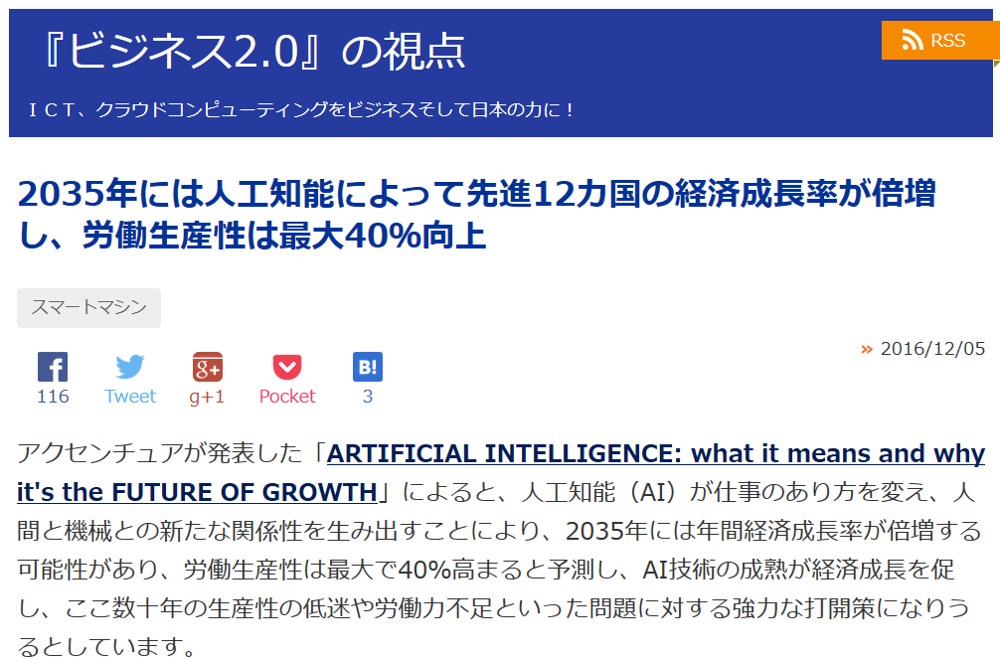 『ビジネス2.0』の視点
RSS
ＩＣＴ、クラウドコンピューティングをビジネスそして日本の力に！
2035年には人工知能によって先進12カ国の経済成長率が倍増
し、労働生産性は最大40%向上
スマートマシン
» 2016/12/05
116 Tweet g+1 Pocket 3
アクセンチュアが発表した「ARTIFICIAL INTELLIGENCE: what it means and why
it's the FUTURE OF GROWTH」によると、人工知能（AI）が仕事のあり方を変え、人
間と機械との新たな関係性を生み出すことにより、2035年には年間経済成長率が倍増する
可能性があり、労働生産性は最大で40%高まると予測し、AI技術の成熟が経済成長を促
し、ここ数十年の生産性の低迷や労働力不足といった問題に対する強力な打開策になりう
るとしています。